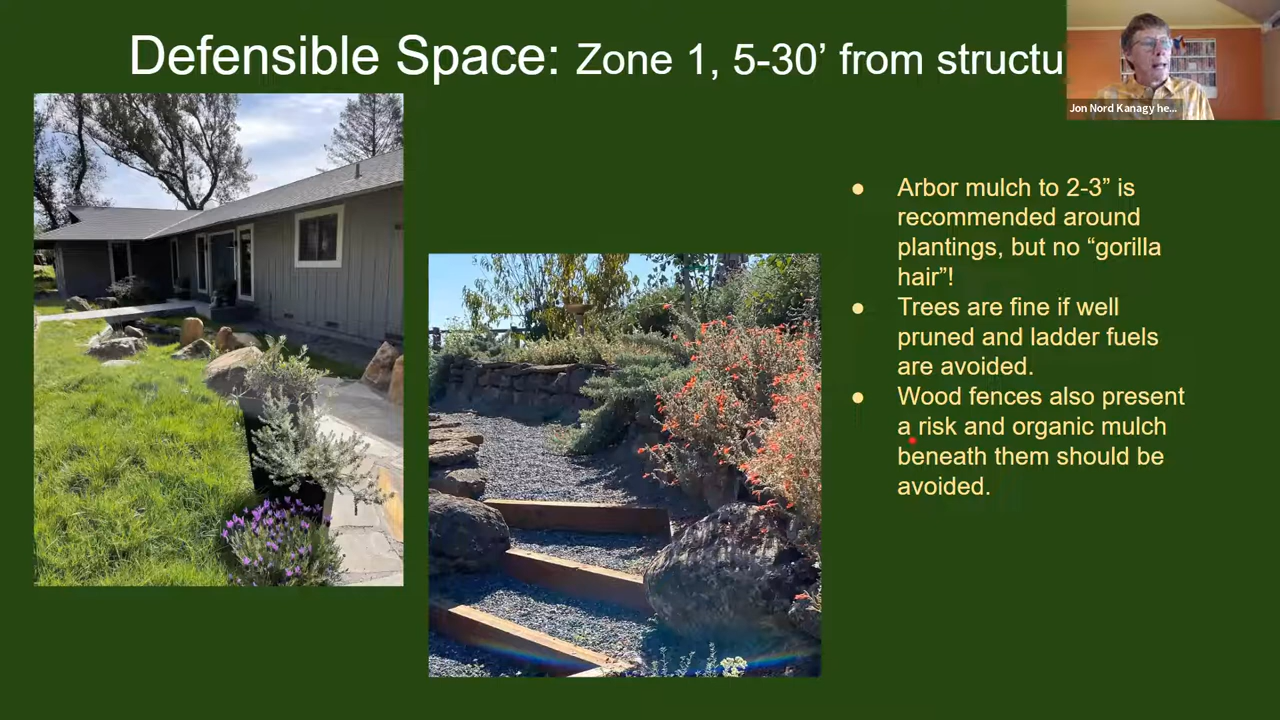 Defensible Space: Zone 1, 5-30’ from structu
Jon Nord Kanagy he...
● Arbor mulch to 2-3” is
recommended around
plantings, but no “gorilla
hair”!
● Trees are fine if well
pruned and ladder fuels
are avoided.
● Wood fences also present
a risk and organic mulch
beneath them should be
avoided.